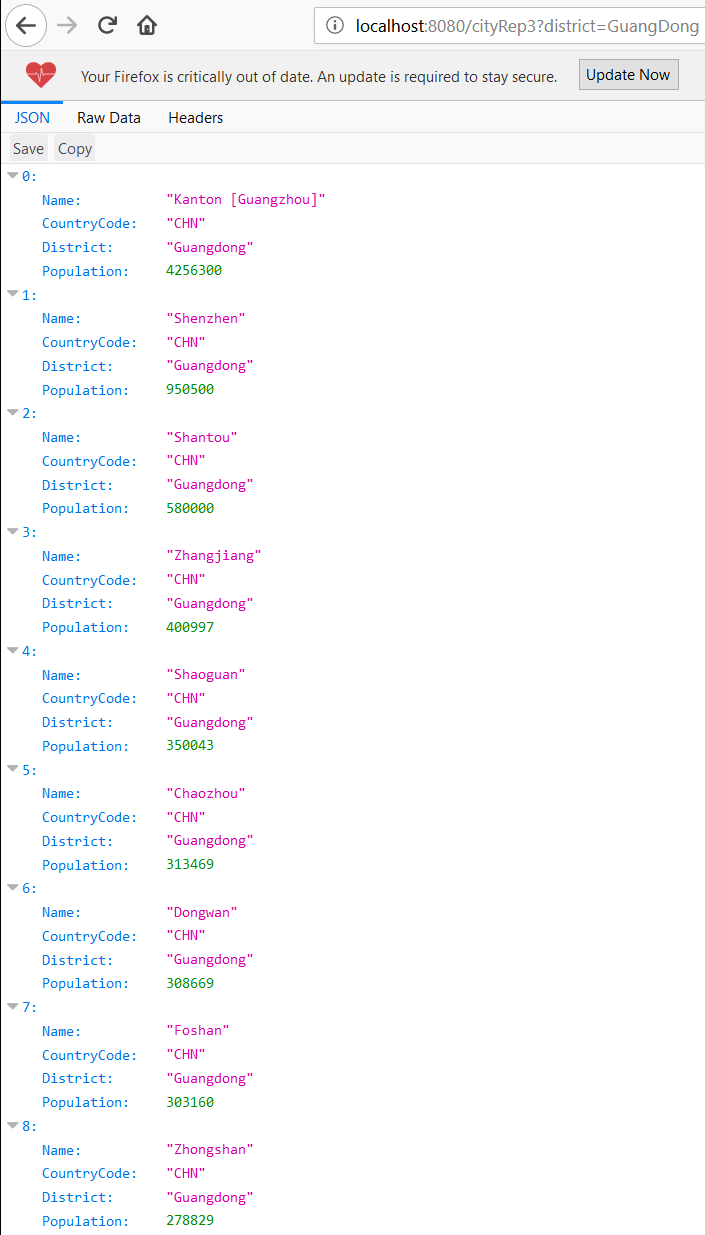 localhost:8080/cityRep3?district=GuangDong
Your Firefox is critically out of date. An update is required to stay secure. Update Now
JSON Raw Data Headers
Save Copy
0:
Name: "Kanton [Guangzhou]"
CountryCode: "CHN"
District: "Guangdong"
Population: 4256300
1:
Name: "Shenzhen"
CountryCode: "CHN"
District: "Guangdong"
Population: 950500
2:
Name: "Shantou"
CountryCode: "CHN"
District: "Guangdong"
Population: 580000
3:
Name: "Zhangjiang"
CountryCode: "CHN"
District: "Guangdong"
Population: 400997
4:
Name: "Shaoguan"
CountryCode: "CHN"
District: "Guangdong"
Population: 350043
5:
Name: "Chaozhou"
CountryCode: "CHN"
District: "Guangdong"
Population: 313469
6:
Name: "Dongwan"
CountryCode: "CHN"
District: "Guangdong"
Population: 308669
7:
Name: "Foshan"
CountryCode: "CHN"
District: "Guangdong"
Population: 303160
8:
Name: "Zhongshan"
CountryCode: "CHN"
District: "Guangdong"
Population: 278829